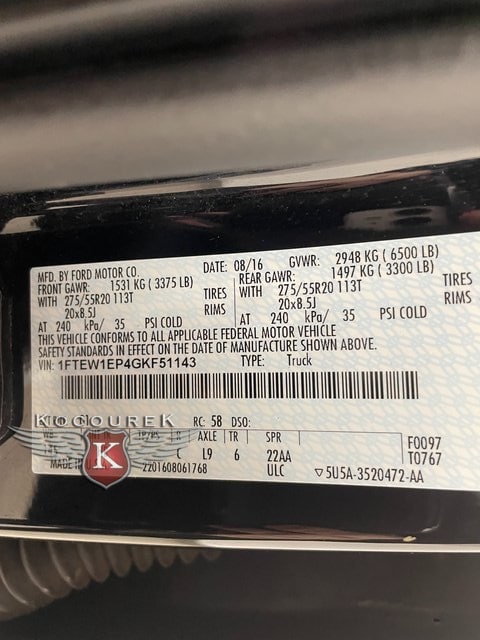 MFD. BY FORD MOTOR CO.
DATE: 08/16
GVWR: 2948 KG ( 6500 LB)
FRONT GAWR: 1531 KG ( 3375 LB)
REAR GAWR: 1497 KG ( 3300 LB)
WITH 275/55R20 113T TIRES
WITH 275/55R20 113T TIRES
20x8.5J RIMS
20x8.5J RIMS
AT 240 kPa/ 35 PSI COLD
AT 240 kPa/ 35 PSI COLD
THIS VEHICLE CONFORMS TO ALL APPLICABLE FEDERAL MOTOR VEHICLE
SAFETY STANDARDS IN EFFECT ON THE DATE OF MANUFACTURE SHOWN ABOVE.
VIN: 1FTEW1EP4GKF51143
TYPE: Truck
KOCOUREK
K
RC: 58 DSO:
AXLE TR SPR
C L9 6 22AA
F0097
T0767
MADE IN
2201608061768
ULC
▽5U5A-3520472-AA